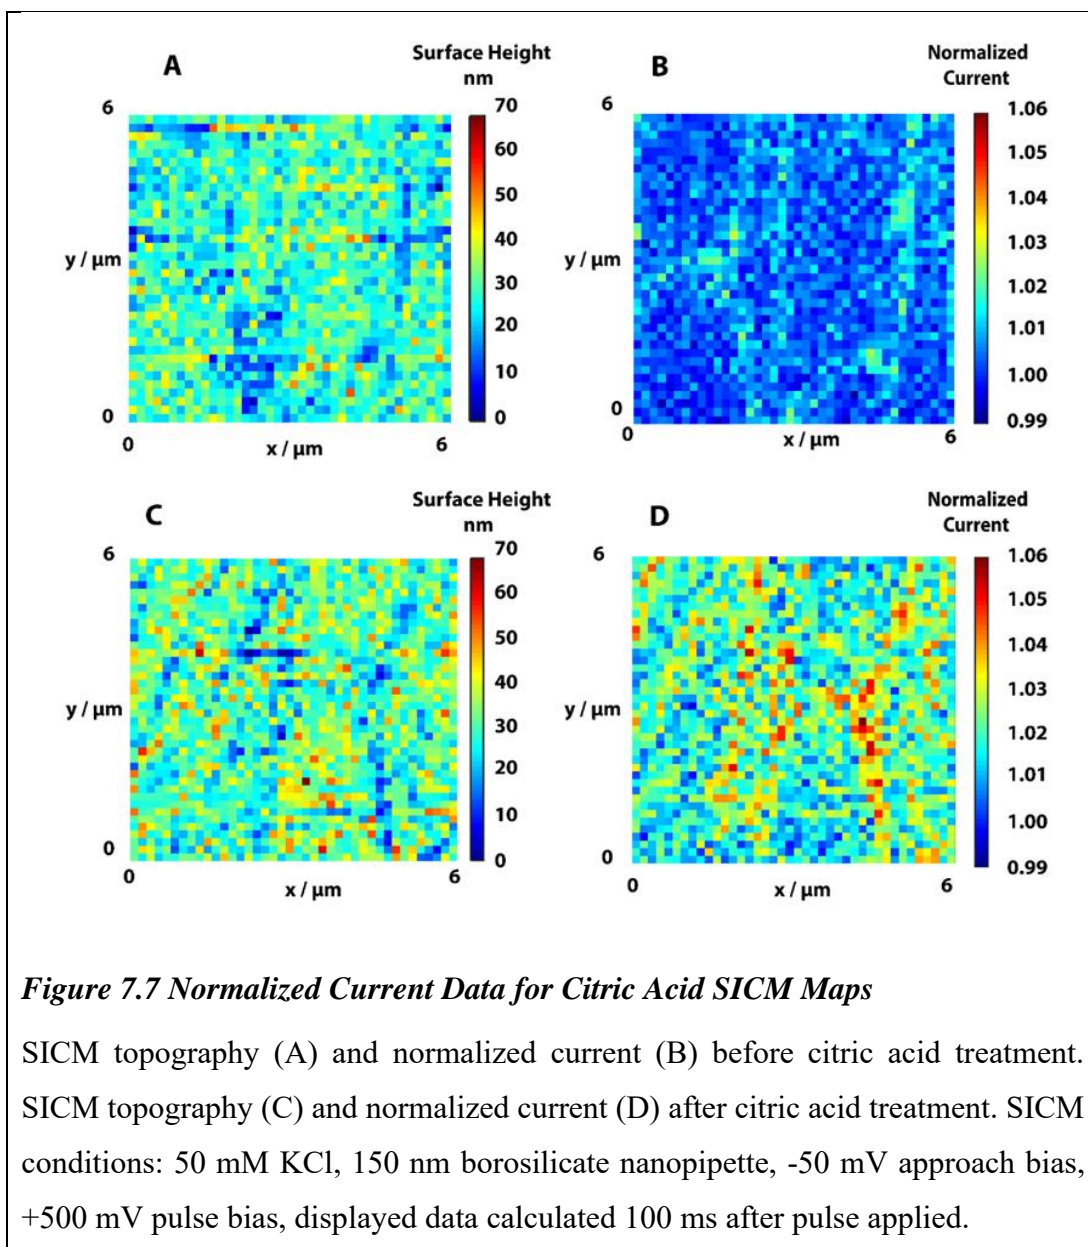 A
Surface Height
nm
B
Normalized
Current
6
70
60
50
40
30
20
10
0
y / µm
0
0
x / µm
6
6
1.06
1.05
1.04
1.03
1.02
1.01
1.00
0.99
y / µm
0
0
x / µm
6
C
Surface Height
nm
D
Normalized
Current
6
70
60
50
40
30
20
10
0
y / µm
0
0
x / µm
6
6
1.06
1.05
1.04
1.03
1.02
1.01
1.00
0.99
y / µm
0
0
x / µm
6
Figure 7.7 Normalized Current Data for Citric Acid SICM Maps
SICM topography (A) and normalized current (B) before citric acid treatment.
SICM topography (C) and normalized current (D) after citric acid treatment. SICM
conditions: 50 mM KCl, 150 nm borosilicate nanopipette, -50 mV approach bias,
+500 mV pulse bias, displayed data calculated 100 ms after pulse applied.